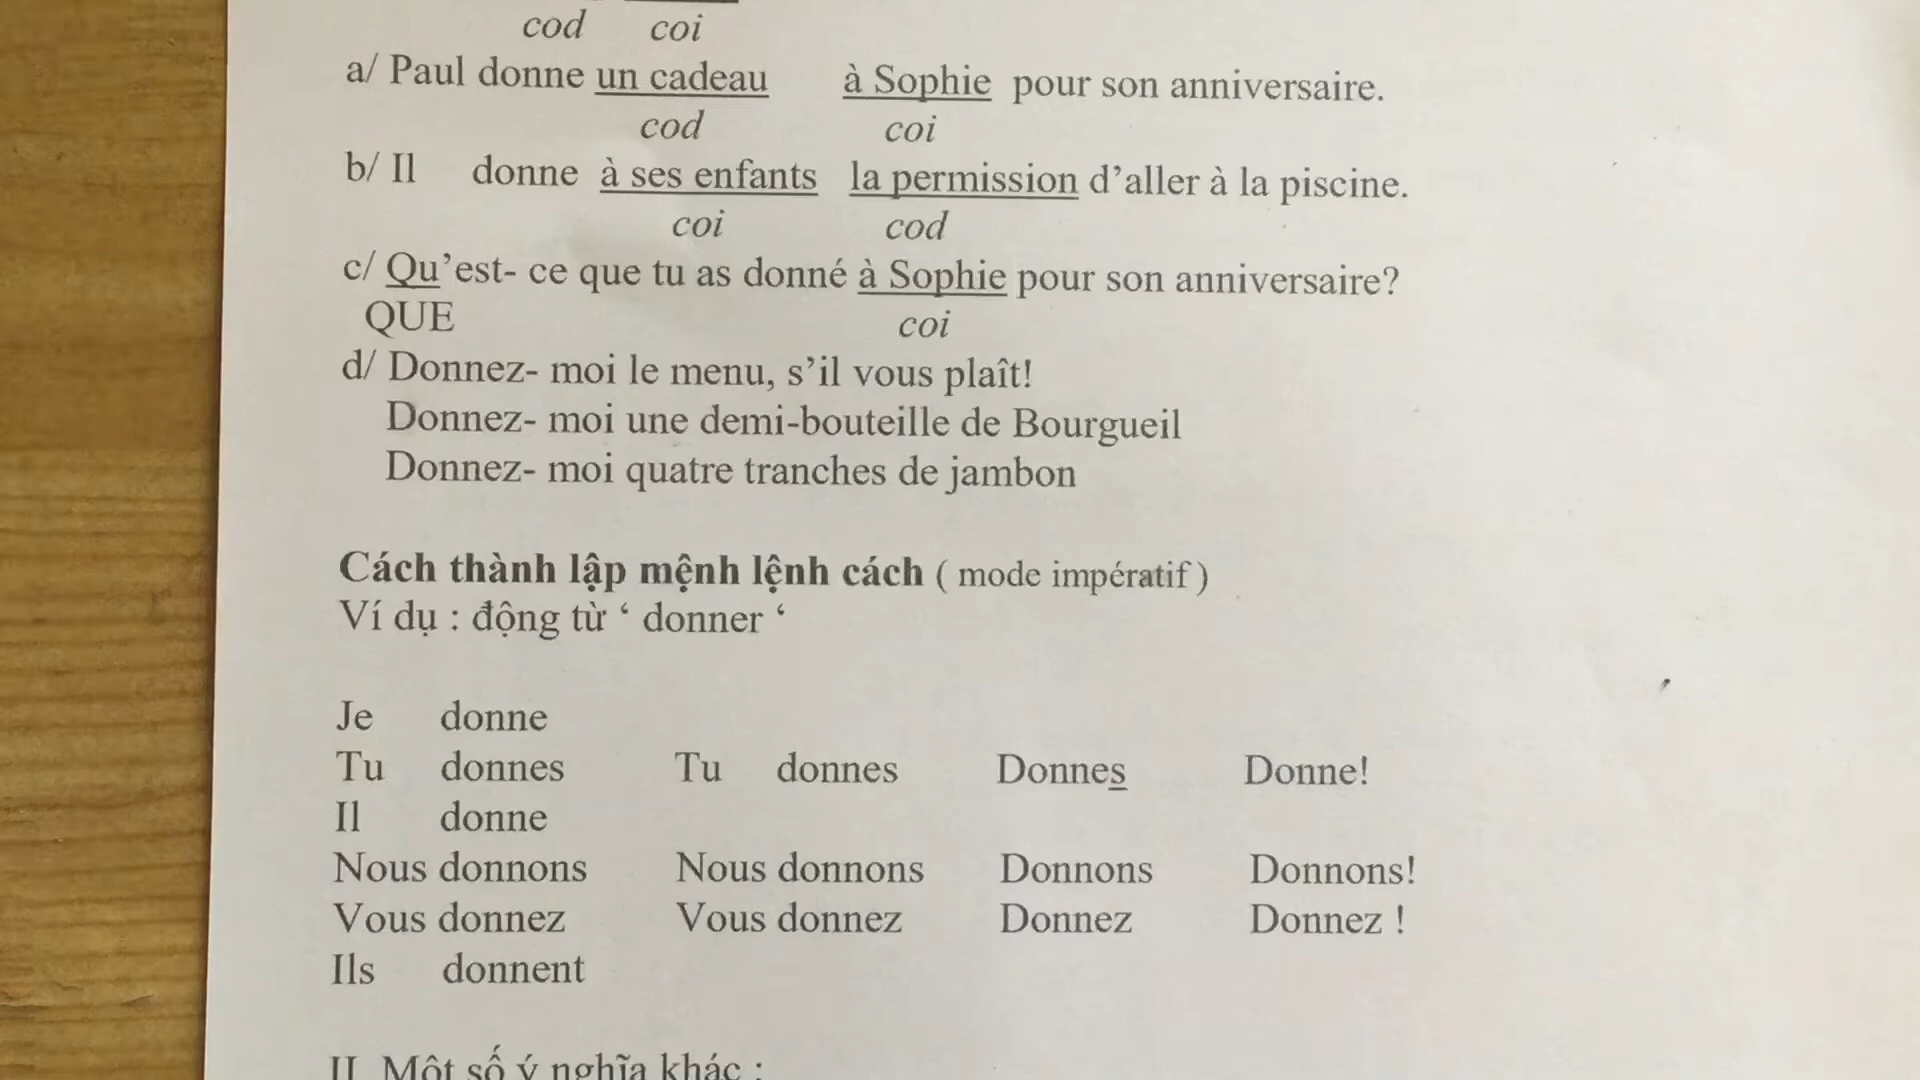 cod coi
a/ Paul donne un cadeau à Sophie pour son anniversaire.
cod coi
b/ Il donne à ses enfants la permission d’aller à la piscine.
coi cod
c/ Qu’est- ce que tu as donné à Sophie pour son anniversaire?
QUE coi
d/ Donnez- moi le menu, s’il vous plaît!
Donnez- moi une demi-bouteille de Bourgueil
Donnez- moi quatre tranches de jambon
Cách thành lập mệnh lệnh cách ( mode impératif )
Ví dụ : động từ ‘ donner ‘
Je donne
Tu donnes Tu donnes Donnes Donne!
Il donne
Nous donnons Nous donnons Donnons Donnons!
Vous donnez Vous donnez Donnez Donnez !
Ils donnent
II Một số ý nghĩa khác :